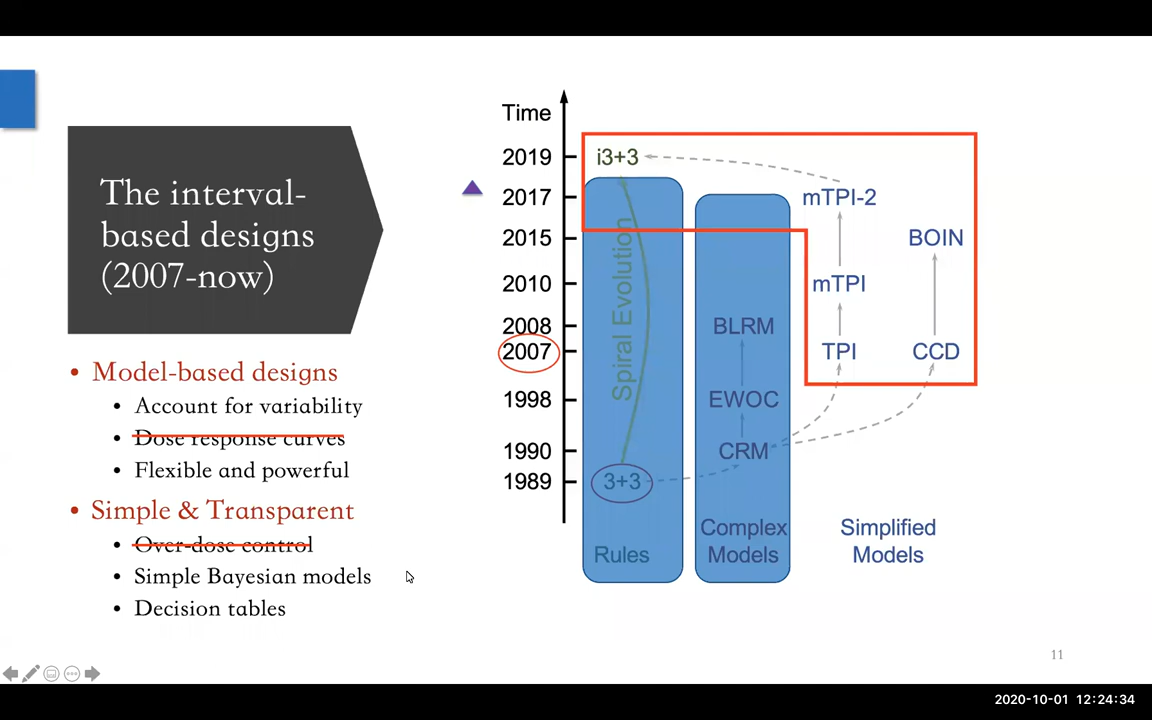 The interval-
based designs
(2007-now)
• Model-based designs
• Account for variability
• Dose response curves
• Flexible and powerful
• Simple & Transparent
• Over-dose control
• Simple Bayesian models
• Decision tables
Time
2019
2017
2015
2010
2008
2007
1998
1990
1989
i3+3
Spiral Evolution
3+3
Rules
BLRM
EWOC
CRM
Complex
Models
mTPI-2
mTPI
TPI
BOIN
CCD
Simplified
Models
11
2020-10-01 12:24:34